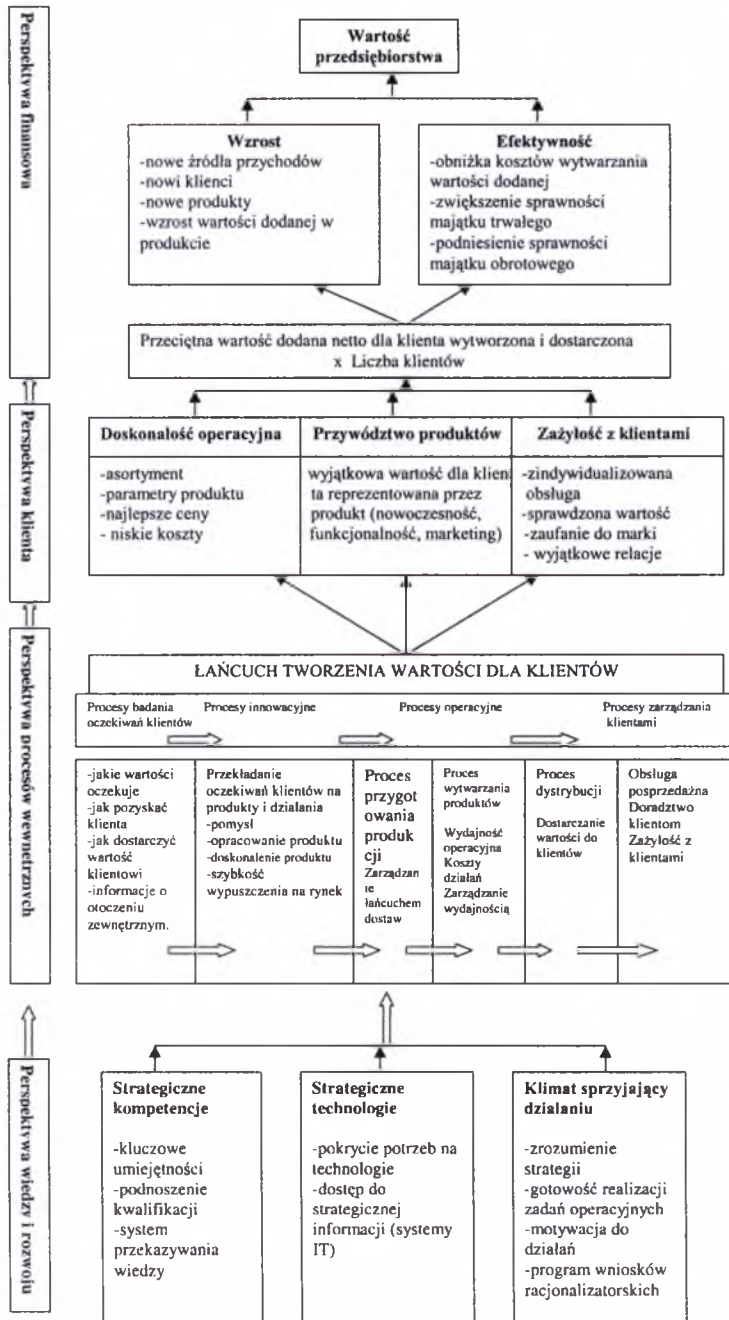 Perspektywa finansowa
Wartość
przedsiębiorstwa
Wzrost
-nowe źródła przychodów
-nowi klienci
-nowe produkty
-wzrost wartości dodanej w
produkcie
Efektywność
-obniżka kosztów wytwarzania
wartości dodanej
-zwiększenie sprawności
majątku trwałego
-podniesienie sprawności
majątku obrotowego
Przeciętna wartość dodana netto dla klienta wytworzona i dostarczona
x Liczba klientów
Perspektywa klienta
Doskonałość operacyjna
-asortyment
-parametry produktu
-najlepsze ceny
- niskie koszty
Przywództwo produktów
wyjątkowa wartość dla klien
ta reprezentowana przez
produkt (nowoczesność,
funkcjonalność, marketing)
Zażyłość z klientami
-zindywidualizowana
obsługa
-sprawdzona wartość
-zaufanie do marki
- wyjątkowe relacje
Perspektywa procesów wewnetrznych
ŁAŃCUCH TWORZENIA WARTOŚCI DLA KLIENTÓW
Procesy badania
oczekiwań klientów
Procesy innowacyjne
Procesy operacyjne
Procesy zarządzania
klientami
-jakie wartości
oczekuje
-jak pozyskać
klienta
-jak dostarczyć
wartość
klientowi
-informacje o
otoczeniu
zewnętrznym.
Przekładanie
oczekiwań klientów na
produkty i działania
-pomysł
-opracowanie produktu
-doskonalenie produktu
-szybkość
wypuszczenia na rynek
Proces
przygot
owania
produk
cji
Zarządzan
ie
łańcuchem
dostaw
Proces
wytwarzania
produktów
Wydajność
operacyjna
Koszty
działań
Zarządzanie
wydajnością
Proces
dystrybucji
Dostarczanie
wartości do
klientów
Obsługa
posprzedażna
Doradztwo
klientom
Zażyłość z
klientami
Perspektywa wiedzy i rozwoju
Strategiczne
kompetencje
-kluczowe
umiejętności
-podnoszenie
kwalifikacji
-system
przekazywania
wiedzy
Strategiczne
technologie
-pokrycie potrzeb na
technologie
-dostęp do
strategicznej
informacji (systemy
IT)
Klimat sprzyjający
działaniu
-zrozumienie
strategii
-gotowość realizacji
zadań operacyjnych
-motywacja do
działań
-program wniosków
racjonalizatorskich